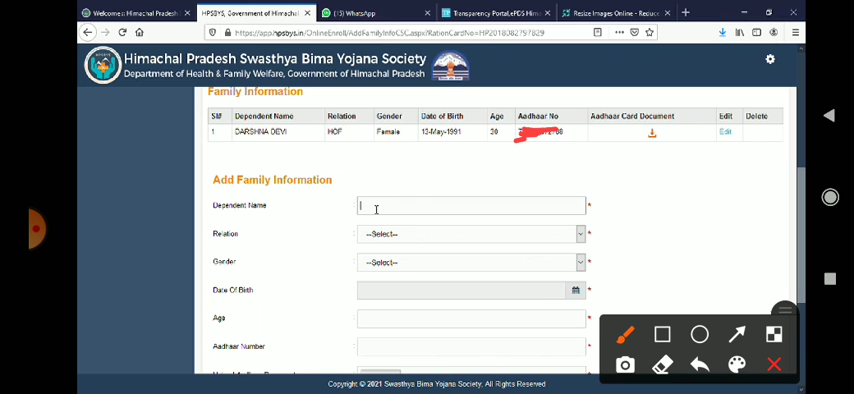 Welcome :: Himachal Pradesh
HPSBYS, Government of Himachal
(15) WhatsApp
Transparency Portal,ePDS Him
Resize Images Online - Reduce
https://app.hpsbys.in/OnlineEnroll/AddFamilyInfoCSC.aspx?RationCardNo=HP2018082797829
Himachal Pradesh Swasthya Bima Yojana Society
Department of Health & Family Welfare, Government of Himachal Pradesh
Family Information
Sl# Dependent Name Relation Gender Date of Birth Age Aadhaar No Aadhaar Card Document Edit Delete
1 DARSHNA DEVI HOF Female 13-May-1991 30 Edit
Add Family Information
Dependent Name *
Relation : --Select-- *
Gender : --Select-- *
Date Of Birth : *
Age : *
Aadhaar Number : *
Copyright © 2021 Swasthya Bima Yojana Society, All Rights Reserved